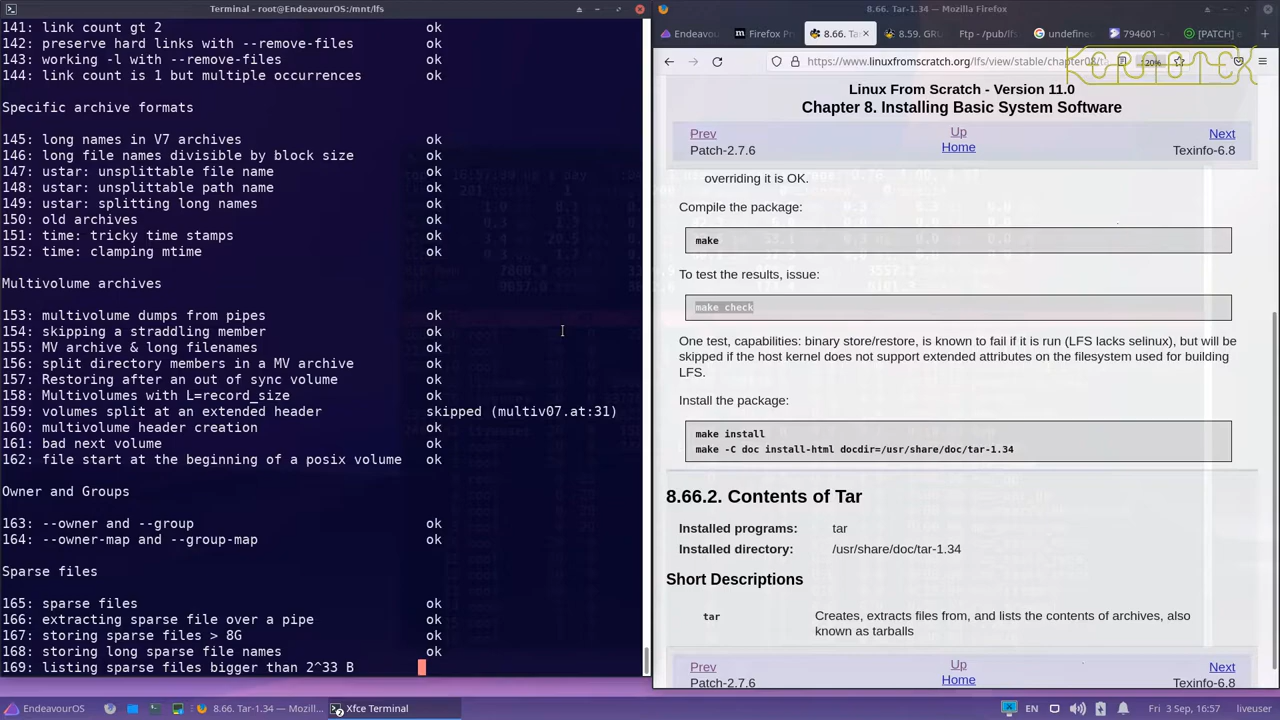 Terminal - root@EndeavourOS:/mnt/lfs
141: link count gt 2 ok
142: preserve hard links with --remove-files ok
143: working -l with --remove-files ok
144: link count is 1 but multiple occurrences ok
Specific archive formats
145: long names in V7 archives ok
146: long file names divisible by block size ok
147: ustar: unsplittable file name ok
148: ustar: unsplittable path name ok
149: ustar: splitting long names ok
150: old archives ok
151: time: tricky time stamps ok
152: time: clamping mtime ok
Multivolume archives
153: multivolume dumps from pipes ok
154: skipping a straddling member ok
155: MV archive & long filenames ok
156: split directory members in a MV archive ok
157: Restoring after an out of sync volume ok
158: Multivolumes with L=record_size ok
159: volumes split at an extended header skipped (multiv07.at:31)
160: multivolume header creation ok
161: bad next volume ok
162: file start at the beginning of a posix volume ok
Owner and Groups
163: --owner and --group ok
164: --owner-map and --group-map ok
Sparse files
165: sparse files ok
166: extracting sparse file over a pipe ok
167: storing sparse files > 8G ok
168: storing long sparse file names ok
169: listing sparse files bigger than 2^33 B
8.66. Tar-1.34 — Mozilla Firefox
Endeavour
Firefox Pr
8.66. Ta
8.59. GR
Ftp - /pub/lfs
undefine
794601 -
[PATCH]
https://www.linuxfromscratch.org/lfs/view/stable/chapter08/
120%
Linux From Scratch - Version 11.0
Chapter 8. Installing Basic System Software
Prev Up Next
Patch-2.7.6 Home Texinfo-6.8
overriding it is OK.
Compile the package:
make
To test the results, issue:
make check
One test, capabilities: binary store/restore, is known to fail if it is run (LFS lacks selinux), but will be
skipped if the host kernel does not support extended attributes on the filesystem used for building
LFS.
Install the package:
make install
make -C doc install-html docdir=/usr/share/doc/tar-1.34
8.66.2. Contents of Tar
Installed programs: tar
Installed directory: /usr/share/doc/tar-1.34
Short Descriptions
tar Creates, extracts files from, and lists the contents of archives, also
known as tarballs
Prev Up Next
Patch-2.7.6 Home Texinfo-6.8
EndeavourOS
8.66. Tar-1.34 — Mozill...
Xfce Terminal
EN
Fri 3 Sep, 16:57
liveuser